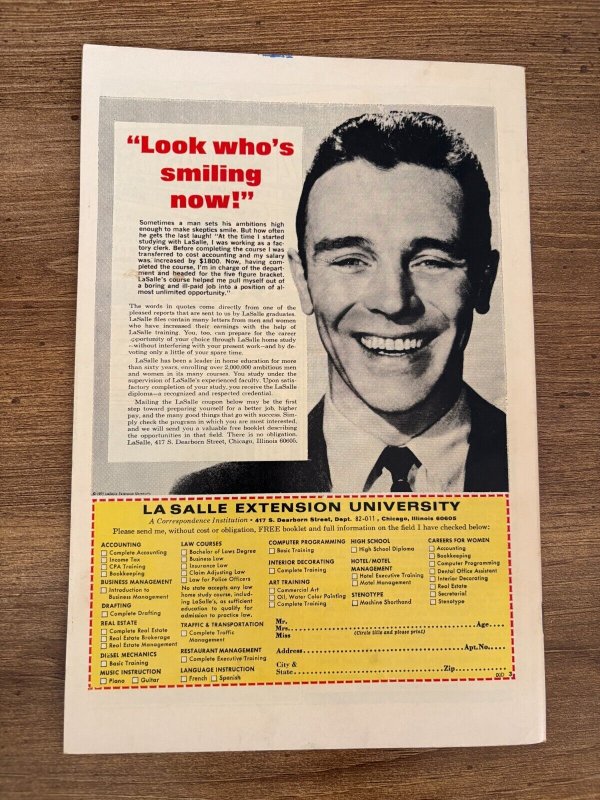 “Look who's
smiling
now!”
Sometimes a man sets his ambitions high
enough to make skeptics smile. But how often
he gets the last laugh! “At the time I started
studying with LaSalle, I was working as a fac-
tory clerk. Before completing the course I was
transferred to cost accounting and my salary
was increased by $1800. Now, having com-
pleted the course, I'm in charge of the depart-
ment and headed for the five figure bracket.
LaSalle's course helped me pull myself out of
a boring and ill-paid job into a position of al-
most unlimited opportunity.”
The words in quotes come directly from one of the
pleased reports that are sent to us by LaSalle graduates.
LaSalle files contain many letters from men and women
who have increased their earnings with the help of
LaSalle training. You, too, can prepare for the career
opportunity of your choice through LaSalle home study
—without interfering with your present work—and by de-
voting only a little of your spare time.
LaSalle has been a leader in home education for more
than sixty years, enrolling over 2,000,000 ambitious men
and women in its many courses. You study under the
supervision of LaSalle's experienced faculty. Upon satis-
factory completion of your study, you receive the LaSalle
diploma—a recognized and respected credential.
Mailing the LaSalle coupon below may be the first
step toward preparing yourself for a better job, higher
pay, and the many good things that go with success. Sim-
ply check the program in which you are most interested,
and we will send you a valuable free booklet describing
the opportunities in that field. There is no obligation.
LaSalle, 417 S. Dearborn Street, Chicago, Illinois 60605.
LaSalle Extension University
LA SALLE EXTENSION UNIVERSITY
A Correspondence Institution • 417 S. Dearborn Street, Dept. 82-011, Chicago, Illinois 60605
Please send me, without cost or obligation, FREE booklet and full information on the field I have checked below:
ACCOUNTING
Complete Accounting
Income Tax
CPA Training
Bookkeeping
BUSINESS MANAGEMENT
Introduction to
Business Management
DRAFTING
Complete Drafting
REAL ESTATE
Complete Real Estate
Real Estate Brokerage
Real Estate Management
DIESEL MECHANICS
Basic Training
MUSIC INSTRUCTION
Piano Guitar
LAW COURSES
Bachelor of Laws Degree
Business Law
Insurance Law
Claim Adjusting Law
Law for Police Officers
No state accepts any law
home study course, includ-
ing LaSalle's, as sufficient
education to qualify for
admission to practice law.
TRAFFIC & TRANSPORTATION
Complete Traffic
Management
RESTAURANT MANAGEMENT
Complete Executive Training
LANGUAGE INSTRUCTION
French Spanish
COMPUTER PROGRAMMING
Basic Training
INTERIOR DECORATING
Complete Training
ART TRAINING
Commercial Art
Oil, Water Color Painting
Complete Training
HIGH SCHOOL
High School Diploma
HOTEL/MOTEL
MANAGEMENT
Hotel Executive Training
Motel Management
STENOTYPE
Machine Shorthand
CAREERS FOR WOMEN
Accounting
Bookkeeping
Computer Programming
Dental Office Assistant
Interior Decorating
Real Estate
Secretarial
Stenotype
Mr.
Mrs. Age
Miss (Circle title and please print)
Address Apt. No.
City &
State Zip
3